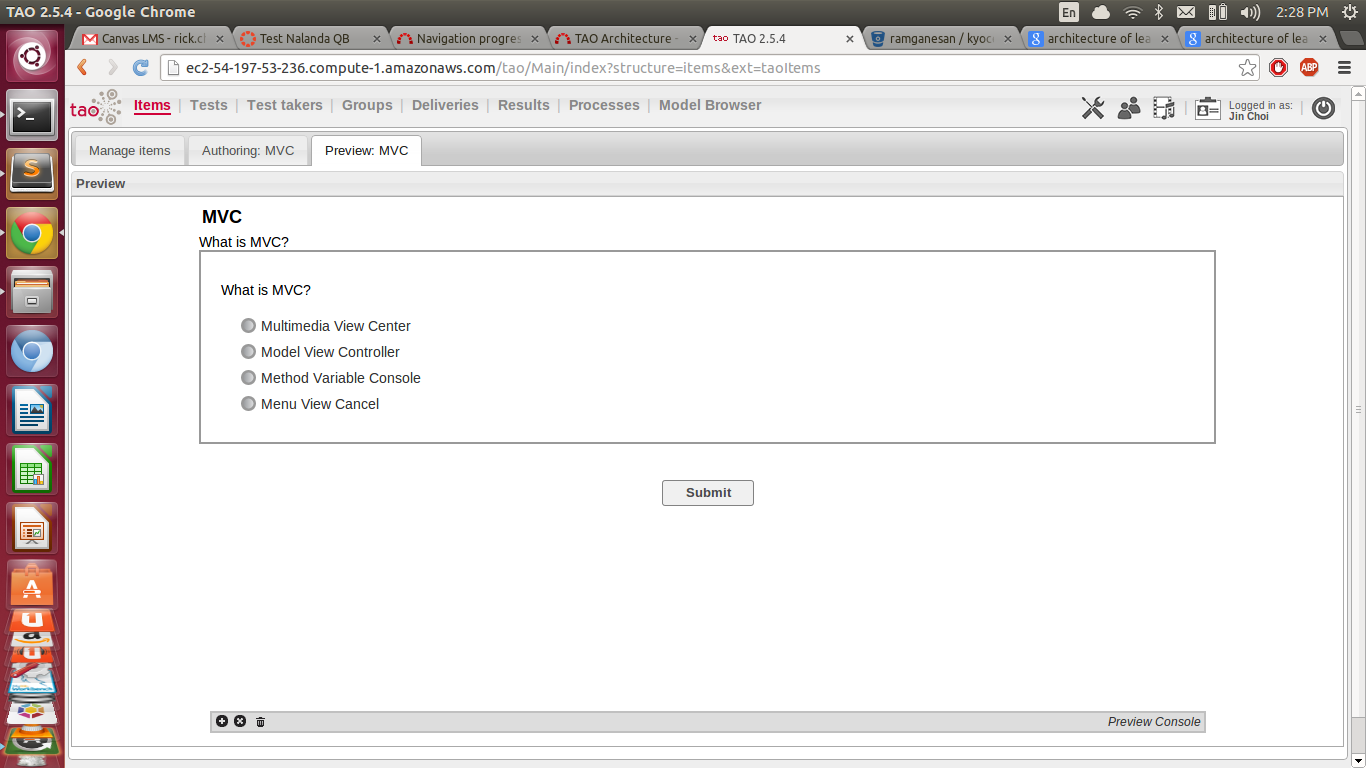 TAO 2.5.4 - Google Chrome
En
2:28 PM
Canvas LMS - rick.cl
Test Nalanda QB
Navigation progres
TAO Architecture -
tao TAO 2.5.4
ramganesan / kyoc
architecture of lea
architecture of lea
ec2-54-197-53-236.compute-1.amazonaws.com/tao/Main/index?structure=items&ext=taoItems
ABP
tao
Items | Tests | Test takers | Groups | Deliveries | Results | Processes | Model Browser
Logged in as:
Jin Choi
Manage items
Authoring: MVC
Preview: MVC
Preview
MVC
What is MVC?
What is MVC?
Multimedia View Center
Model View Controller
Method Variable Console
Menu View Cancel
Submit
Preview Console